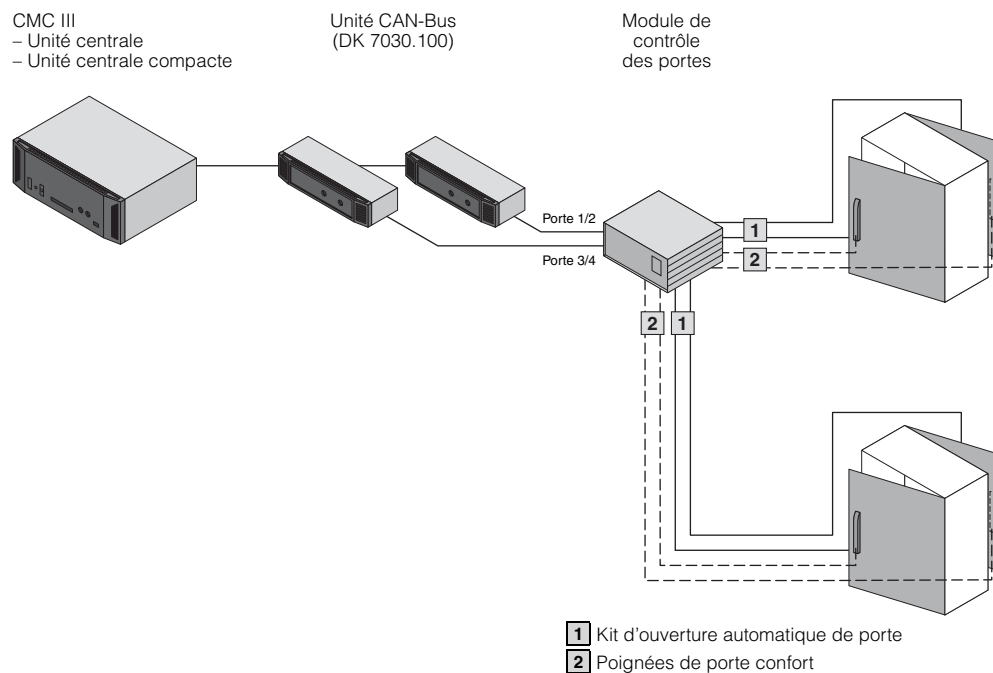 CMC III
– Unité centrale
– Unité centrale compacte
Unité CAN-Bus
(DK 7030.100)
Module de
contrôle
des portes
Porte 1/2
Porte 3/4
1
2
2
1
1 Kit d'ouverture automatique de porte
2 Poignées de porte confort